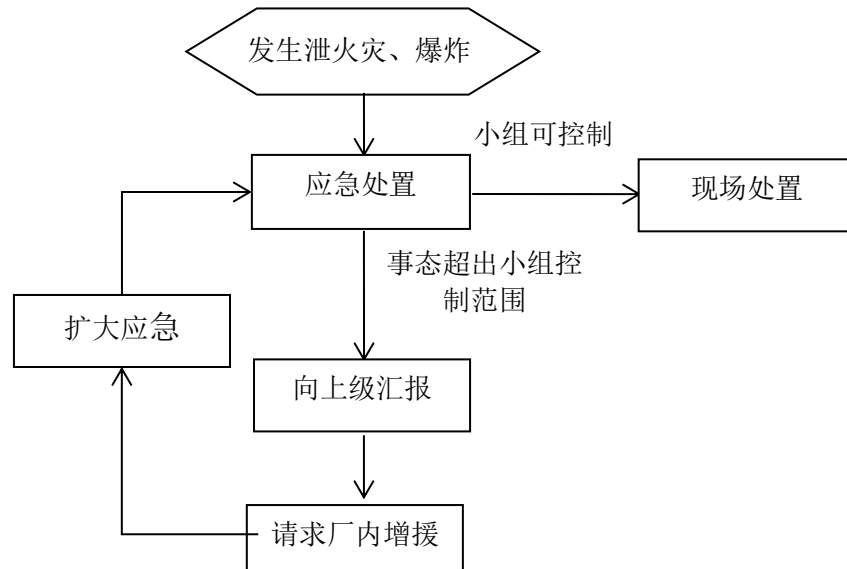 发生泄火灾、爆炸
小组可控制
应急处置
现场处置
事态超出小组控
制范围
扩大应急
向上级汇报
请求厂内增援